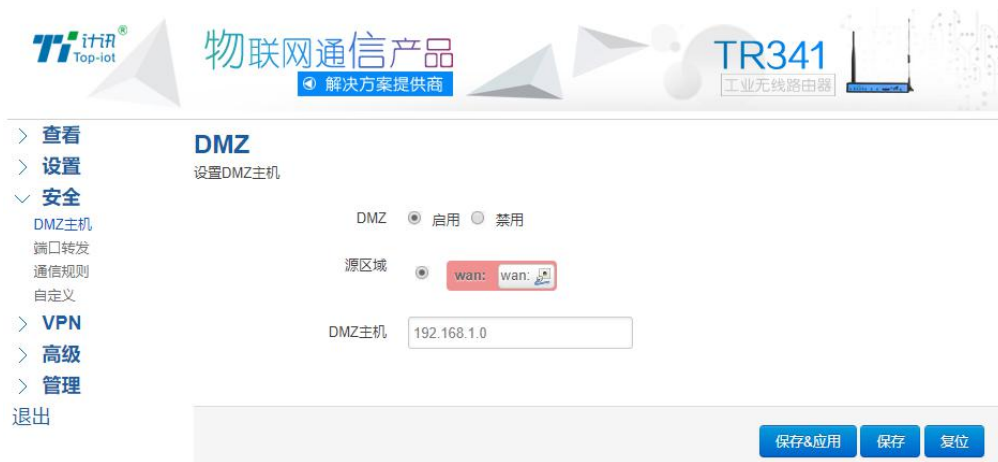 计讯®
Top-iot
物联网通信产品
解决方案提供商
TR341
工业无线路由器
查看
设置
安全
DMZ主机
端口转发
通信规则
自定义
VPN
高级
管理
退出
DMZ
设置DMZ主机
DMZ 启用 禁用
源区域 wan: wan:
DMZ主机 192.168.1.0
保存&应用 保存 复位